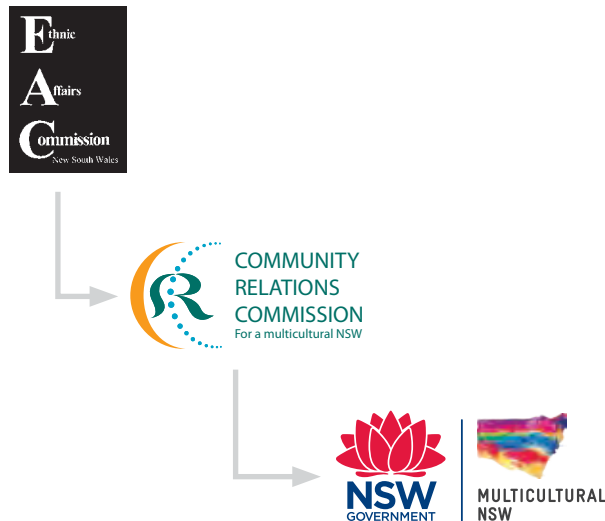 Ethnic
Affairs
Commission
New South Wales
COMMUNITY
RELATIONS
COMMISSION
For a multicultural NSW
NSW
GOVERNMENT
MULTICULTURAL
NSW